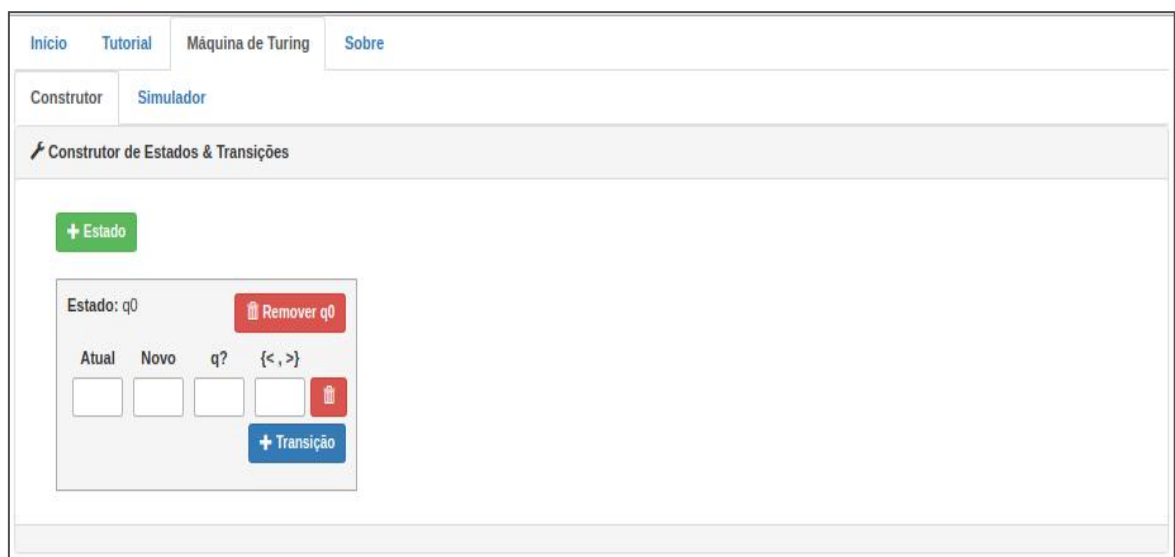 Início Tutorial Máquina de Turing Sobre
Construtor Simulador
Construtor de Estados & Transições
+ Estado
Estado: q0 Remover q0
Atual Novo q? {< , >}
+ Transição